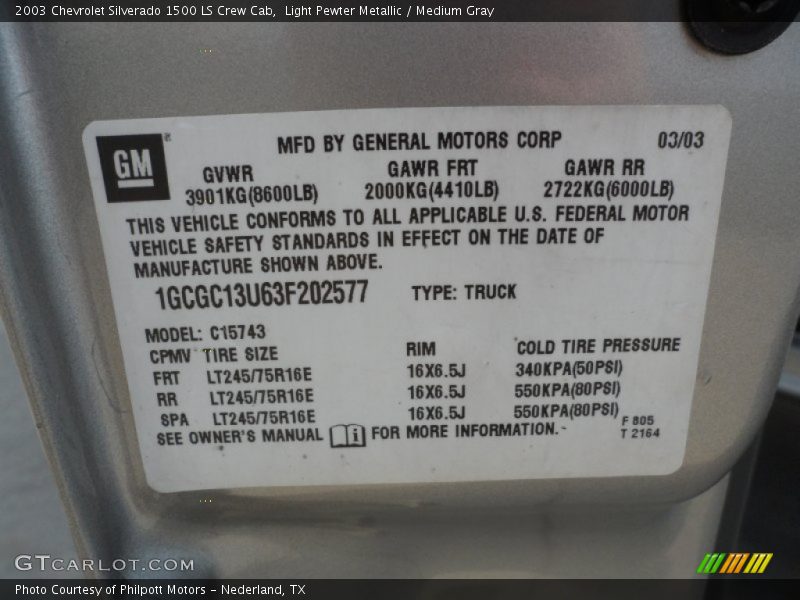 2003 Chevrolet Silverado 1500 LS Crew Cab, Light Pewter Metallic / Medium Gray
GM®
MFD BY GENERAL MOTORS CORP 03/03
GVWR GAWR FRT GAWR RR
3901KG(8600LB) 2000KG(4410LB) 2722KG(6000LB)
THIS VEHICLE CONFORMS TO ALL APPLICABLE U.S. FEDERAL MOTOR
VEHICLE SAFETY STANDARDS IN EFFECT ON THE DATE OF
MANUFACTURE SHOWN ABOVE.
1GCGC13U63F202577 TYPE: TRUCK
MODEL: C15743
CPMV TIRE SIZE RIM COLD TIRE PRESSURE
FRT LT245/75R16E 16X6.5J 340KPA(50PSI)
RR LT245/75R16E 16X6.5J 550KPA(80PSI)
SPA LT245/75R16E 16X6.5J 550KPA(80PSI)
SEE OWNER'S MANUAL i FOR MORE INFORMATION.
F 805
T 2164
GTCARLOT.COM
Photo Courtesy of Philpott Motors - Nederland, TX